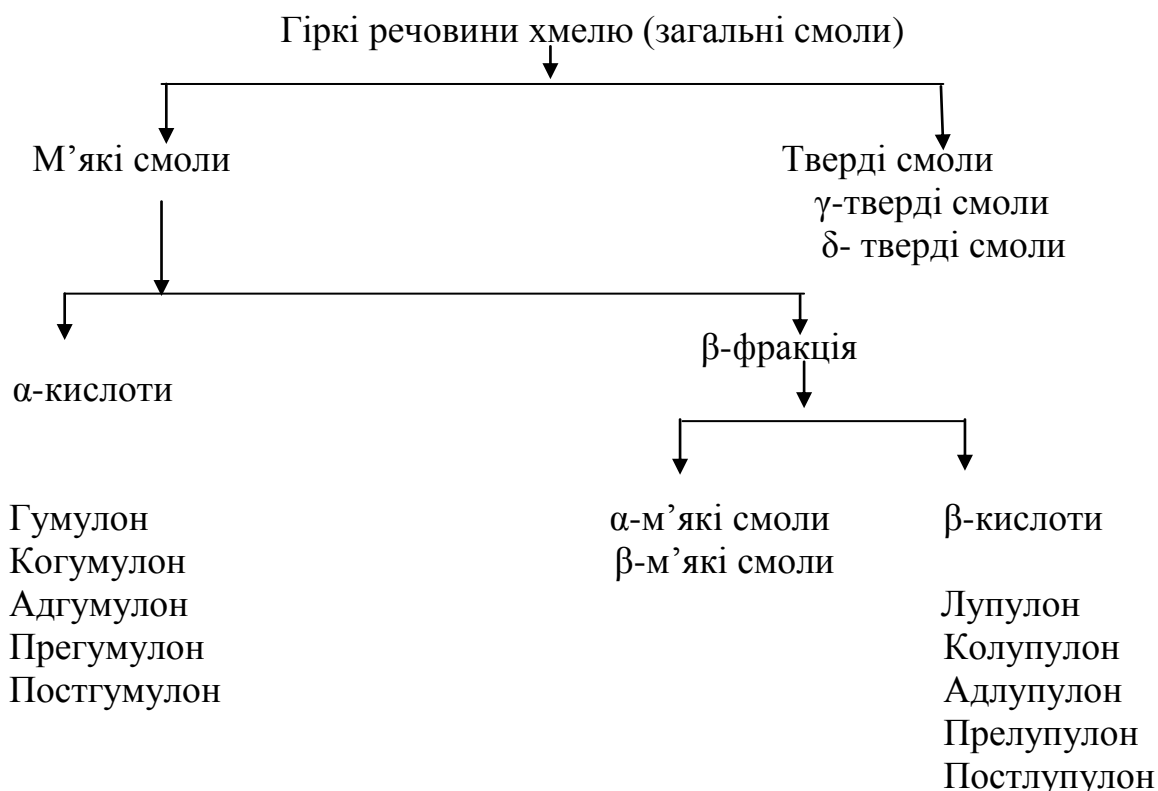 Гіркі речовини хмелю (загальні смоли)
М’які смоли
Тверді смоли
γ-тверді смоли
δ- тверді смоли
β-фракція
α-кислоти
Гумулон
Когумулон
Адгумулон
Прегумулон
Постгумулон
α-м’які смоли
β-м’які смоли
β-кислоти
Лупулон
Колупулон
Адлупулон
Прелупулон
Постлупулон